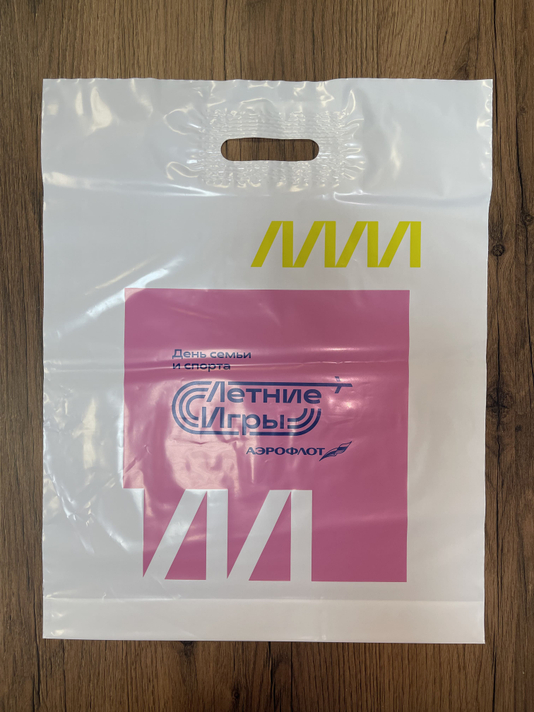 День семьи
и спорта
Летние
Игры
АЭРОФЛОТ